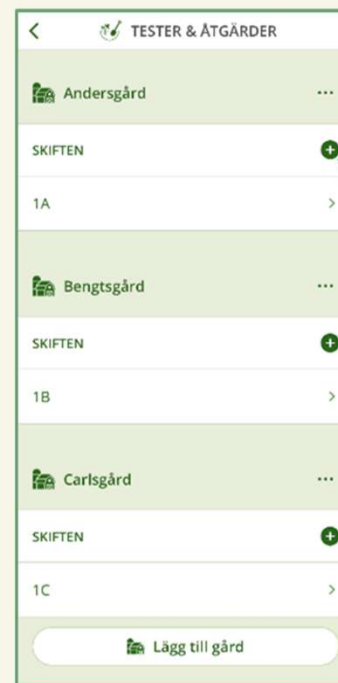 TESTER & ÅTGÄRDER
Andersgård
SKIFTEN
1A
Bengtsgård
SKIFTEN
1B
Carlsgård
SKIFTEN
1C
Lägg till gård